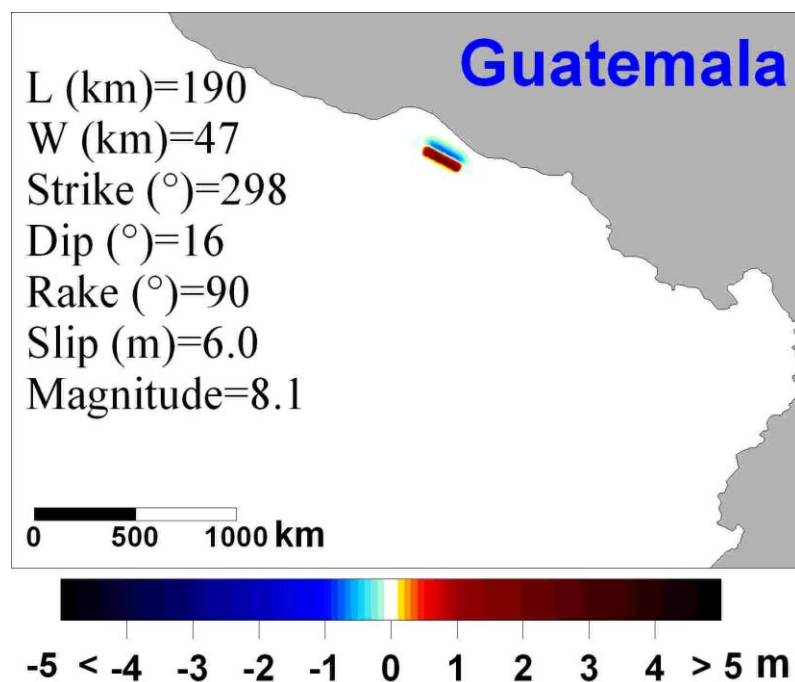 Guatemala
L (km)=190
W (km)=47
Strike (°)=298
Dip (°)=16
Rake (°)=90
Slip (m)=6.0
Magnitude=8.1
0 500 1000 km
-5 < -4 -3 -2 -1 0 1 2 3 4 > 5 m